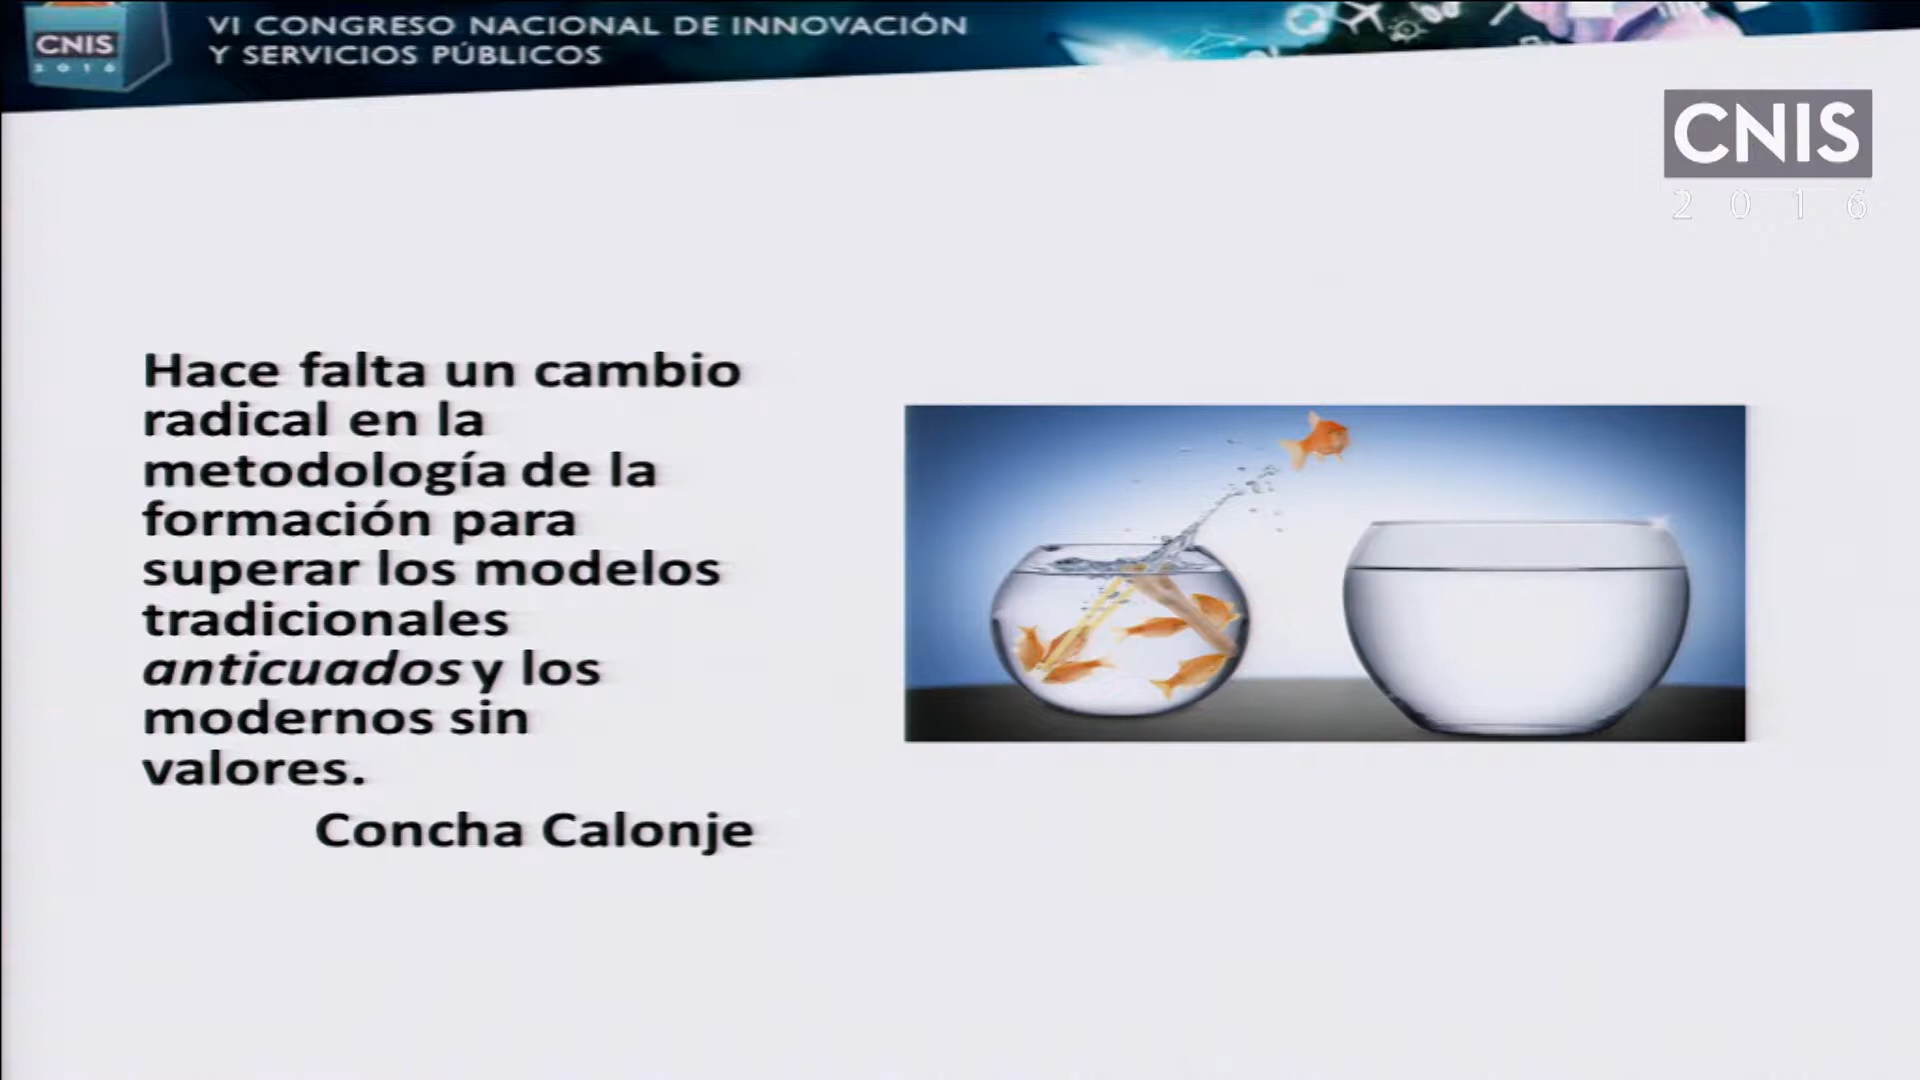 CNIS
2016
VI CONGRESO NACIONAL DE INNOVACIÓN
Y SERVICIOS PÚBLICOS
CNIS
2016
Hace falta un cambio
radical en la
metodología de la
formación para
superar los modelos
tradicionales
anticuados y los
modernos sin
valores.
Concha Calonje